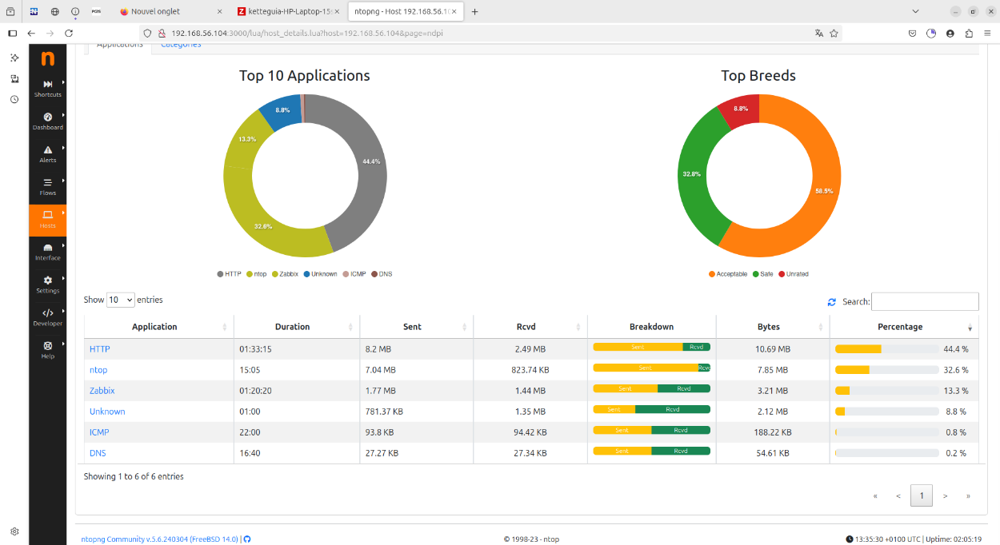 Nouvel onglet
ketteguia-HP-Laptop-15s
ntopng - Host 192.168.56.10
192.168.56.104:3000/lua/host_details.lua?host=192.168.56.104&page=ndpi
Applications Categories
Shortcuts
Dashboard
Alerts
Flows
Hosts
Interface
Settings
Developer
Help
Top 10 Applications
Top Breeds
8.8%
13.3%
44.4%
32.6%
HTTP ntop Zabbix Unknown ICMP DNS
8.8%
32.8%
58.5%
Acceptable Safe Unrated
Show 10 entries
Search:
Application Duration Sent Rcvd Breakdown Bytes Percentage
HTTP 01:33:15 8.2 MB 2.49 MB Sent Rcvd 10.69 MB 44.4 %
ntop 15:05 7.04 MB 823.74 KB Sent Rcvd 7.85 MB 32.6 %
Zabbix 01:20:20 1.77 MB 1.44 MB Sent Rcvd 3.21 MB 13.3 %
Unknown 01:00 781.37 KB 1.35 MB Sent Rcvd 2.12 MB 8.8 %
ICMP 22:00 93.8 KB 94.42 KB Sent Rcvd 188.22 KB 0.8 %
DNS 16:40 27.27 KB 27.34 KB Sent Rcvd 54.61 KB 0.2 %
Showing 1 to 6 of 6 entries
« < 1 > »
ntopng Community v.5.6.240304 (FreeBSD 14.0) |
© 1998-23 - ntop
13:35:30 +0100 UTC | Uptime: 02:05:19